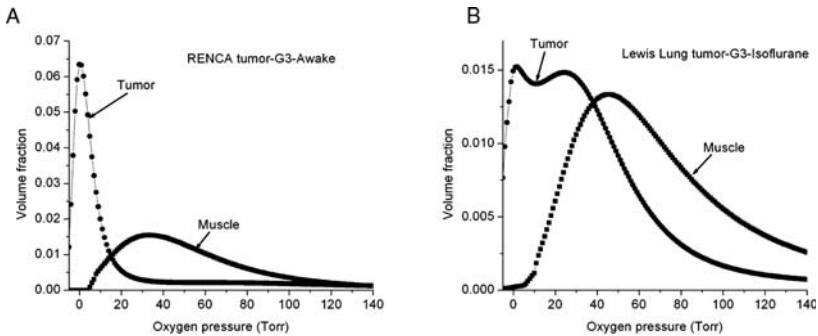 A
RENCA tumor-G3-Awake
Tumor
Muscle
Volume fraction
0.07
0.06
0.05
0.04
0.03
0.02
0.01
0.00
0 20 40 60 80 100 120 140
Oxygen pressure (Torr)
B
Lewis Lung tumor-G3-Isoflurane
Tumor
Muscle
Volume fraction
0.015
0.010
0.005
0.000
0 20 40 60 80 100 120 140
Oxygen pressure (Torr)